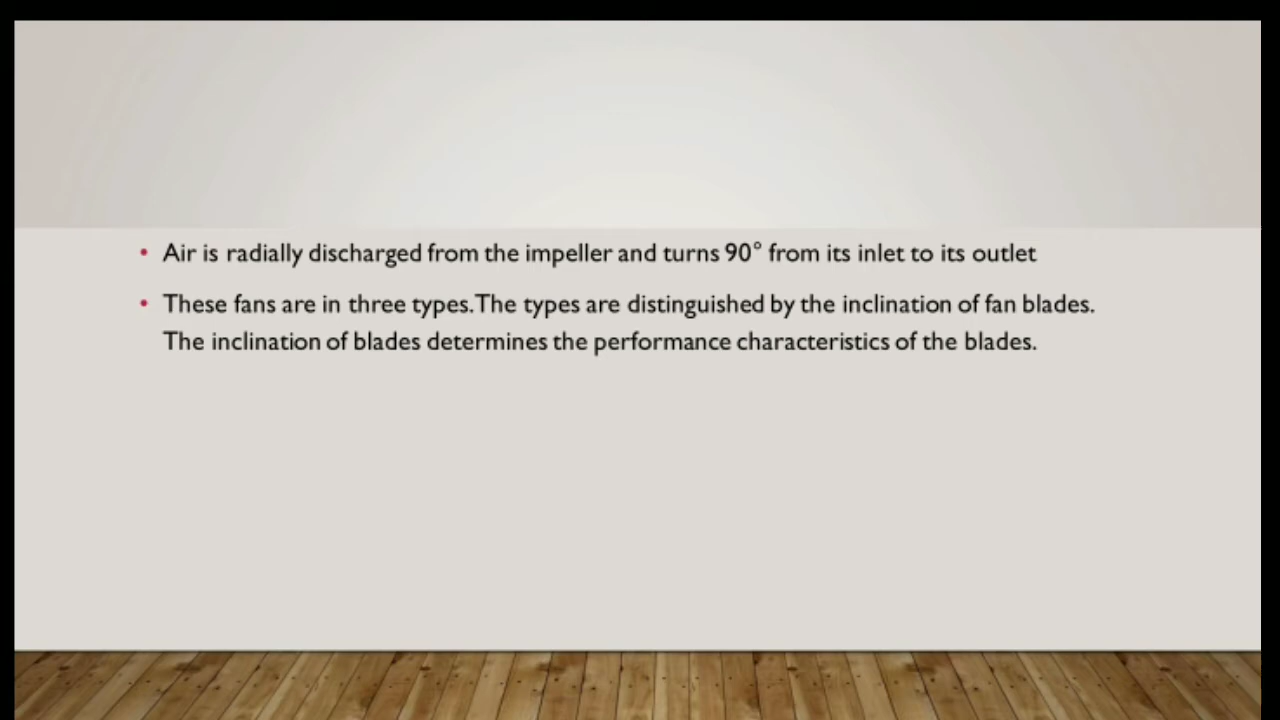 • Air is radially discharged from the impeller and turns 90° from its inlet to its outlet
• These fans are in three types.The types are distinguished by the inclination of fan blades.
The inclination of blades determines the performance characteristics of the blades.